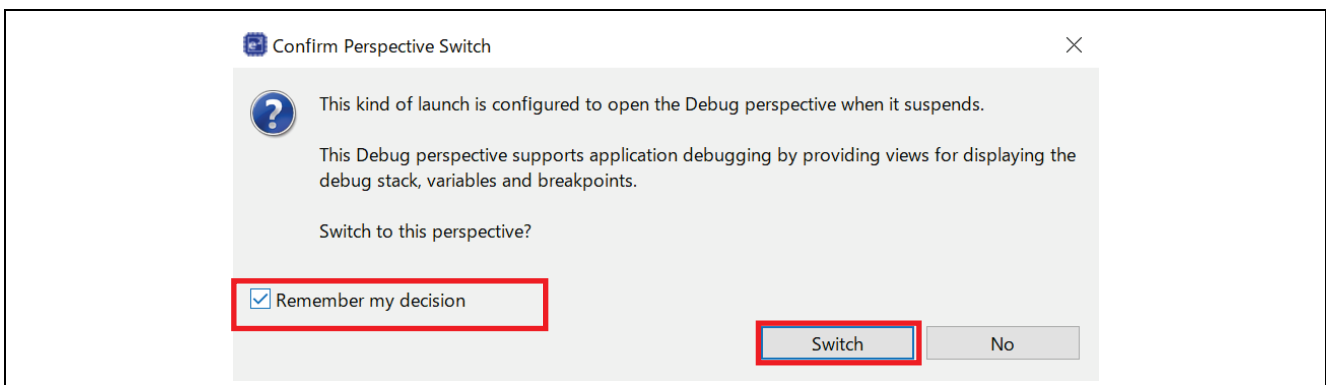 Confirm Perspective Switch
This kind of launch is configured to open the Debug perspective when it suspends.
This Debug perspective supports application debugging by providing views for displaying the
debug stack, variables and breakpoints.
Switch to this perspective?
Remember my decision
Switch No